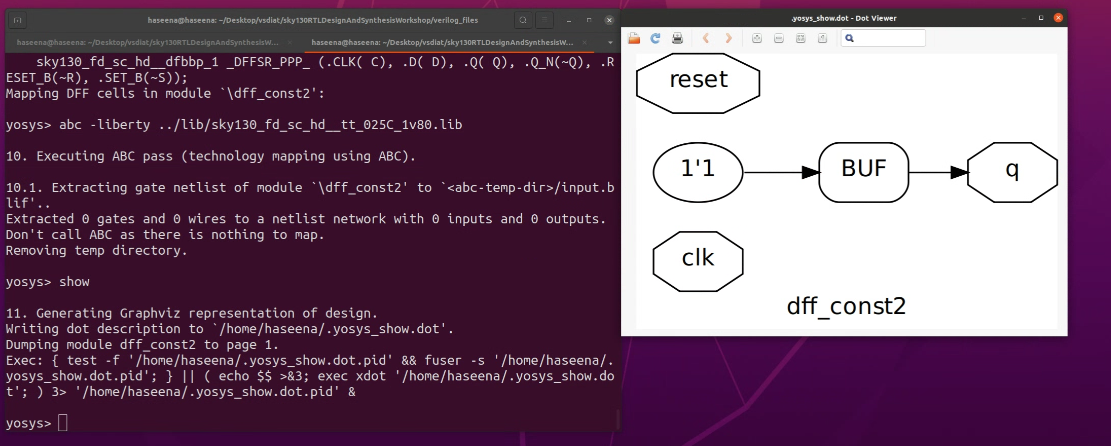 haseena@haseena: ~/Desktop/vsdiat/sky130RTLDesignAndSynthesisWorkshop/verilog_files
haseena@haseena: ~/Desktop/vsdiat/sky130RTLDesignAndSynthesisW...
haseena@haseena: ~/Desktop/vsdiat/sky130RTLDesignAndSynthesisW...
sky130_fd_sc_hd__dfbbp_1 _DFFSR_PPP_ (.CLK( C), .D( D), .Q( Q), .Q_N(~Q), .R
ESET_B(~R), .SET_B(~S));
Mapping DFF cells in module `\dff_const2':
yosys> abc -liberty ../lib/sky130_fd_sc_hd__tt_025C_1v80.lib
10. Executing ABC pass (technology mapping using ABC).
10.1. Extracting gate netlist of module `\dff_const2' to `<abc-temp-dir>/input.b
lif'..
Extracted 0 gates and 0 wires to a netlist network with 0 inputs and 0 outputs.
Don't call ABC as there is nothing to map.
Removing temp directory.
yosys> show
11. Generating Graphviz representation of design.
Writing dot description to `/home/haseena/.yosys_show.dot'.
Dumping module dff_const2 to page 1.
Exec: { test -f '/home/haseena/.yosys_show.dot.pid' && fuser -s '/home/haseena/.
yosys_show.dot.pid'; } || ( echo $$ >&3; exec xdot '/home/haseena/.yosys_show.do
t'; ) 3> '/home/haseena/.yosys_show.dot.pid' &
yosys>
.yosys_show.dot - Dot Viewer
reset
1'1
BUF
q
clk
dff_const2